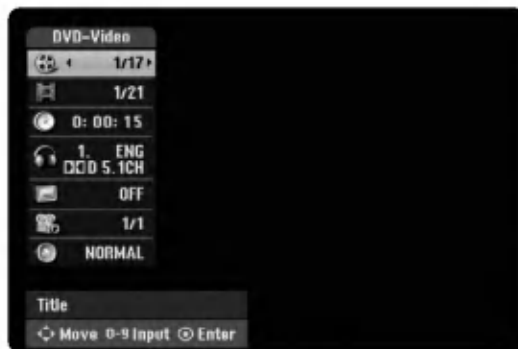 DVD-Video
1/17
1/21
0: 00: 15
1. ENG
D 5.1CH
OFF
1/1
NORMAL
Title
Move 0-9 Input Enter